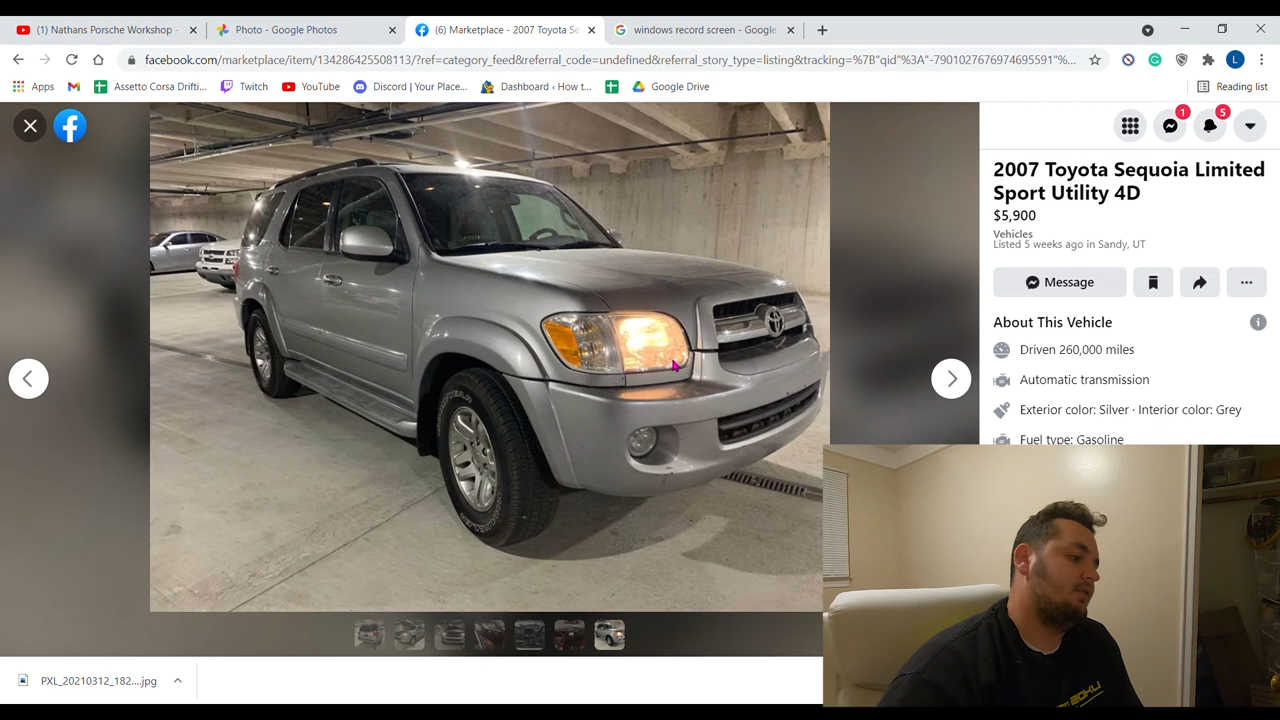 (1) Nathans Porsche Workshop -
Photo - Google Photos
(6) Marketplace - 2007 Toyota Se
windows record screen - Google
facebook.com/marketplace/item/134286425508113/?ref=category_feed&referral_code=undefined&referral_story_type=listing&tracking=%7B"qid"%3A"-7901027676974695591"%...
L
Apps
Assetto Corsa Drifti...
Twitch
YouTube
Discord | Your Place...
Dashboard ‹ How t...
Google Drive
Reading list
1
5
2007 Toyota Sequoia Limited
Sport Utility 4D
$5,900
Vehicles
Listed 5 weeks ago in Sandy, UT
Message
About This Vehicle
Driven 260,000 miles
Automatic transmission
Exterior color: Silver · Interior color: Grey
Fuel type: Gasoline
PXL_20210312_182....jpg